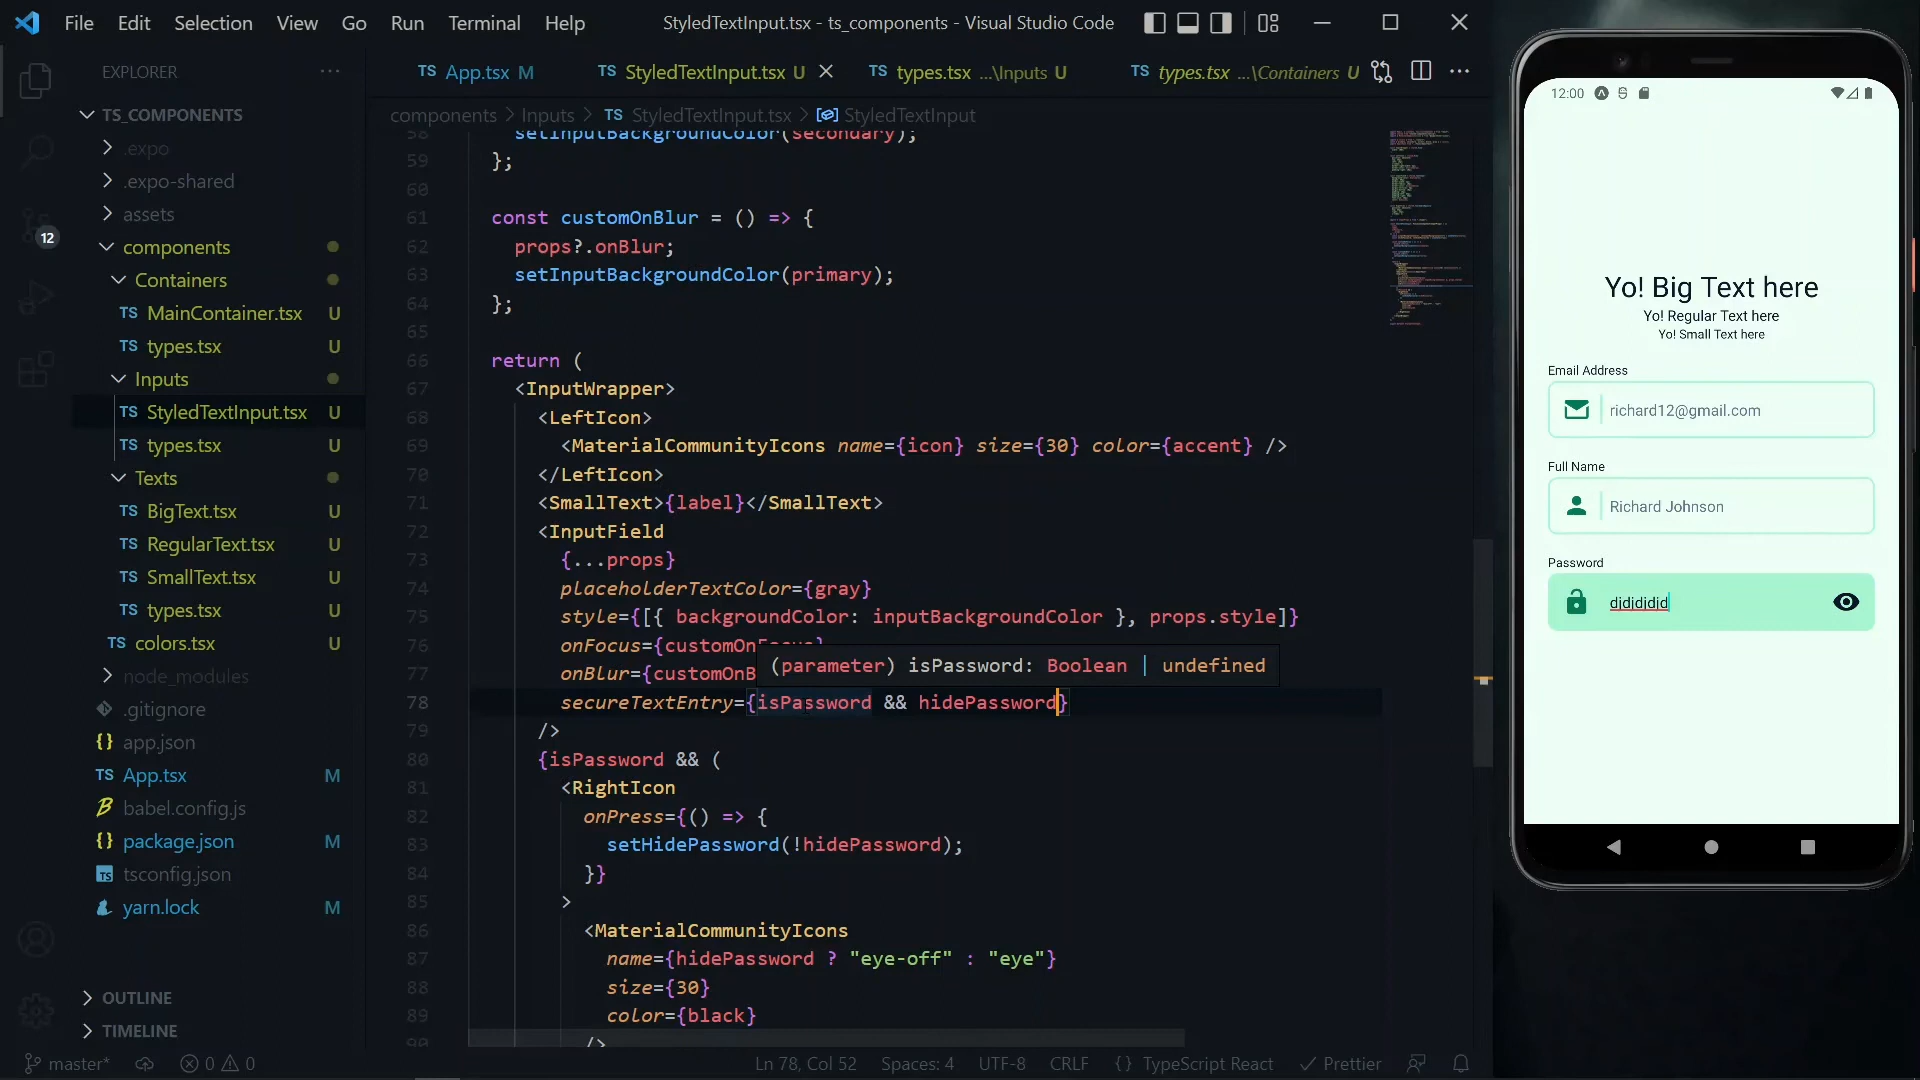 File Edit Selection View Go Run Terminal Help
StyledTextInput.tsx - ts_components - Visual Studio Code
EXPLORER
TS App.tsx M
TS StyledTextInput.tsx U
TS types.tsx ...\Inputs U
TS types.tsx ...\Containers U
components > Inputs > TS StyledTextInput.tsx > StyledTextInput
TS_COMPONENTS
.expo
.expo-shared
assets
12
components
Containers
TS MainContainer.tsx U
TS types.tsx U
Inputs
TS StyledTextInput.tsx U
TS types.tsx U
Texts
TS BigText.tsx U
TS RegularText.tsx U
TS SmallText.tsx U
TS types.tsx U
TS colors.tsx U
node_modules
.gitignore
{} app.json
TS App.tsx M
babel.config.js
{} package.json M
TS tsconfig.json
yarn.lock M
OUTLINE
TIMELINE
58 setInputBackgroundColor(secondary);
59 };
60
61 const customOnBlur = () => {
62 props?.onBlur;
63 setInputBackgroundColor(primary);
64 };
65
66 return (
67 <InputWrapper>
68 <LeftIcon>
69 <MaterialCommunityIcons name={icon} size={30} color={accent} />
70 </LeftIcon>
71 <SmallText>{label}</SmallText>
72 <InputField
73 {...props}
74 placeholderTextColor={gray}
75 style={[{ backgroundColor: inputBackgroundColor }, props.style]}
76 onFocus={customOnFocus}
(parameter) isPassword: Boolean | undefined
77 onBlur={customOnB
78 secureTextEntry={isPassword && hidePassword}
79 />
80 {isPassword && (
81 <RightIcon
82 onPress={() => {
83 setHidePassword(!hidePassword);
84 }}
85 >
86 <MaterialCommunityIcons
87 name={hidePassword ? "eye-off" : "eye"}
88 size={30}
89 color={black}
90 />
master* 0 0
Ln 78, Col 52 Spaces: 4 UTF-8 CRLF {} TypeScript React Prettier
12:00
Yo! Big Text here
Yo! Regular Text here
Yo! Small Text here
Email Address
richard12@gmail.com
Full Name
Richard Johnson
Password
djdjdjdjd